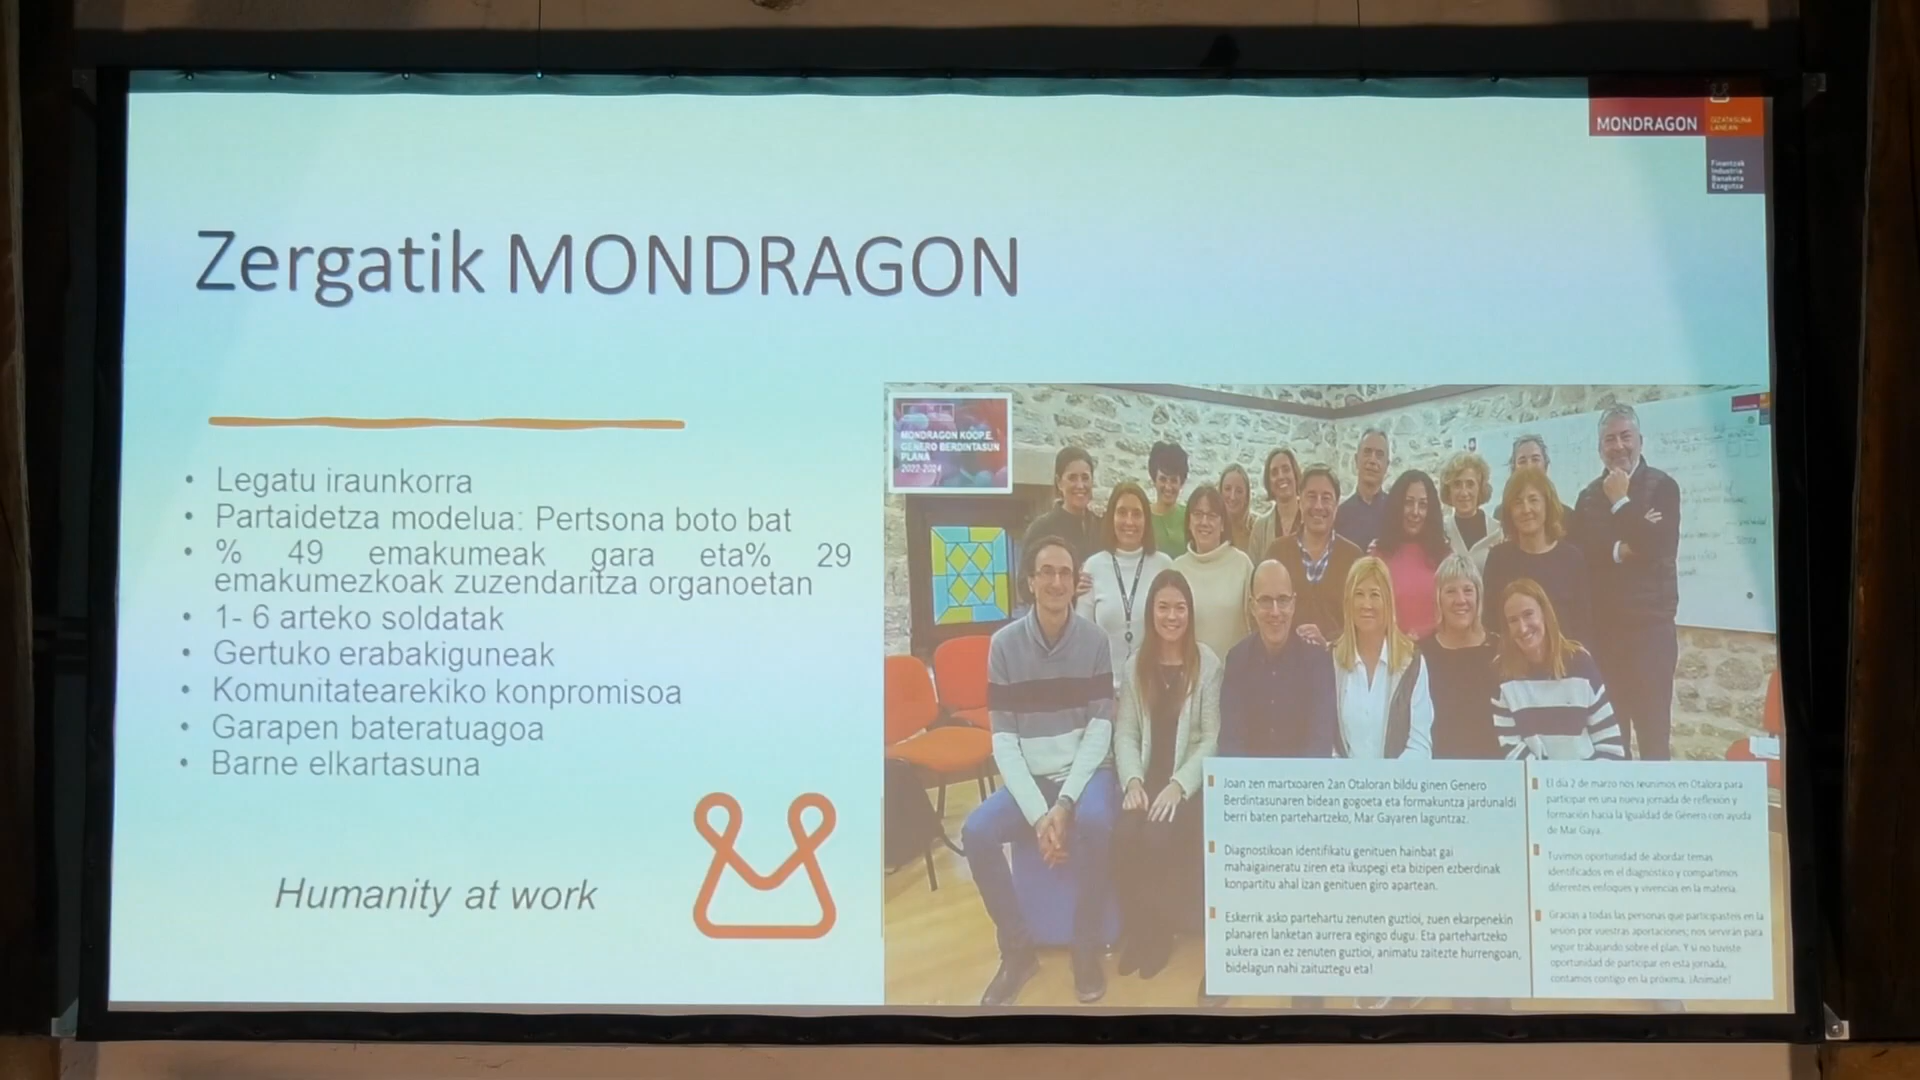 MONDRAGON
GIZATASUNA
LANEAN
Finantzak
Industria
Banaketa
Ezagutza
Zergatik MONDRAGON
• Legatu iraunkorra
• Partaidetza modelua: Pertsona boto bat
• % 49 emakumeak gara eta% 29
emakumezkoak zuzendaritza organoetan
• 1- 6 arteko soldatak
• Gertuko erabakiguneak
• Komunitatearekiko konpromisoa
• Garapen bateratuagoa
• Barne elkartasuna
Humanity at work
MONDRAGON KOOP.E.
GENERO BERDINTASUN
PLANA
2022-2024
Joan zen martxoaren 2an Otaloran bildu ginen Genero
Berdintasunaren bidean gogoeta eta formakuntza jardunaldi
berri baten partehartzeko, Mar Gayaren laguntzaz.
Diagnostikoan identifikatu genituen hainbat gai
mahaigaineratu ziren eta ikuspegi eta bizipen ezberdinak
konpartitu ahal izan genituen giro apartean.
Eskerrik asko partehartu zenuten guztioi, zuen ekarpenekin
planaren lanketan aurrera egingo dugu. Eta partehartzeko
aukera izan ez zenuten guztioi, animatu zaitezte hurrengoan,
bidelagun nahi zaituztegu eta!
El día 2 de marzo nos reunimos en Otalora para
participar en una nueva jornada de reflexión y
formación hacia la Igualdad de Género con ayuda
de Mar Gaya.
Tuvimos oportunidad de abordar temas
identificados en el diagnóstico y compartimos
diferentes enfoques y vivencias en la materia.
Gracias a todas las personas que participasteis en la
sesión por vuestras aportaciones; nos servirán para
seguir trabajando sobre el plan. Y si no tuviste
oportunidad de participar en esta jornada,
contamos contigo en la próxima. ¡Anímate!